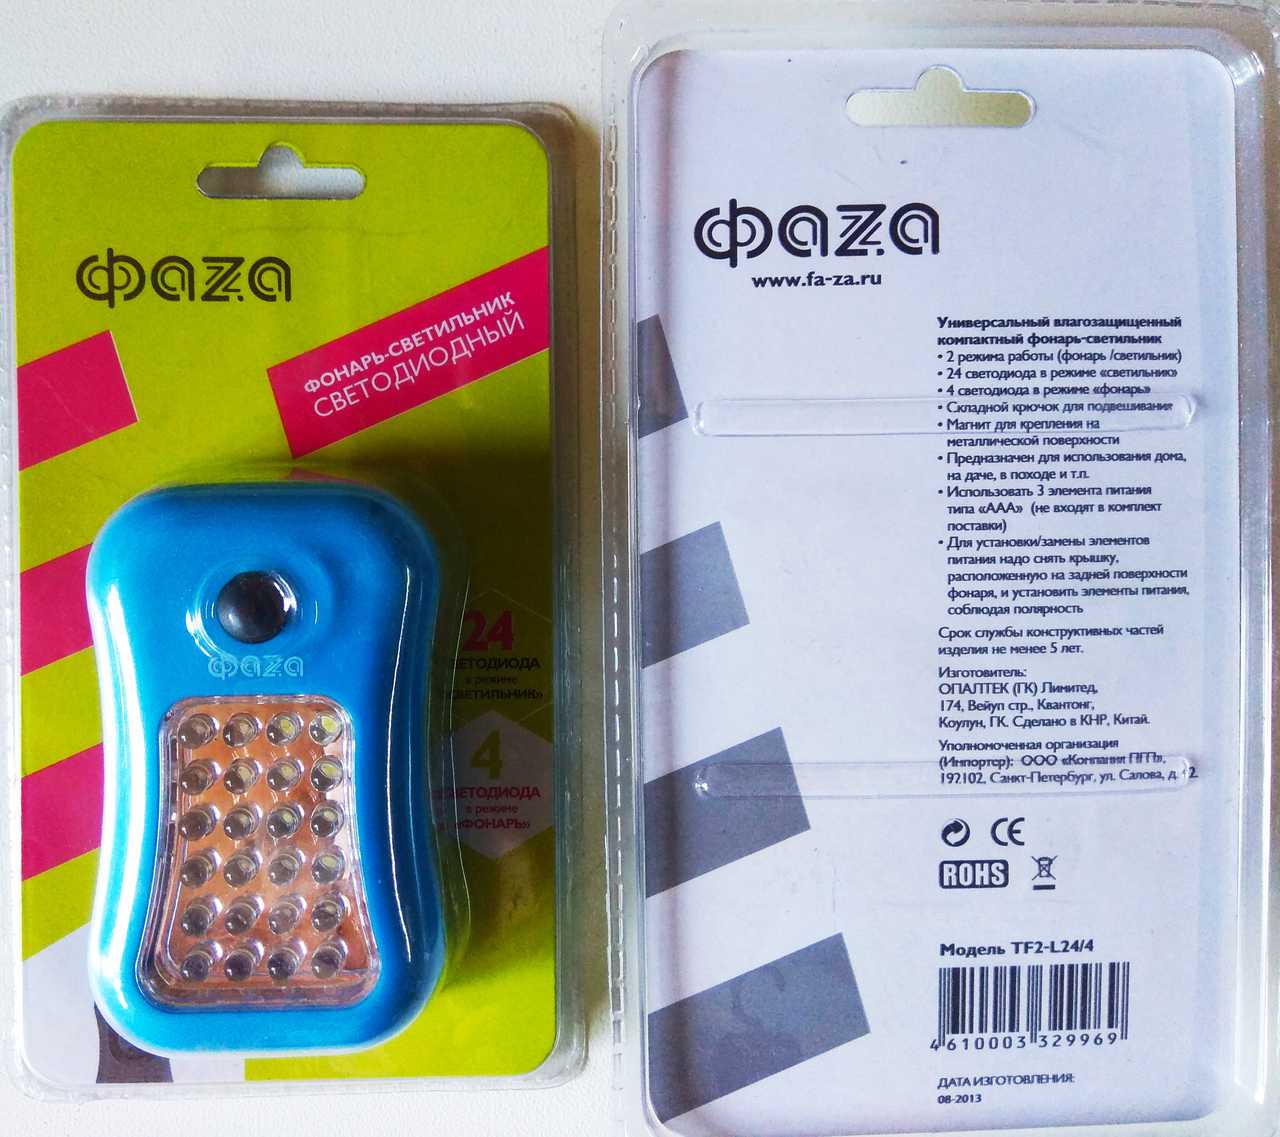 фаzа
ФОНАРЬ-СВЕТИЛЬНИК
СВЕТОДИОДНЫЙ
фаzа
24
СВЕТОДИОДА
в режиме
«СВЕТИЛЬНИК»
4
СВЕТОДИОДА
в режиме
«ФОНАРЬ»
фаzа
www.fa-za.ru
Универсальный влагозащищенный
компактный фонарь-светильник
• 2 режима работы (фонарь /светильник)
• 24 светодиода в режиме «светильник»
• 4 светодиода в режиме «фонарь»
• Складной крючок для подвешивания
• Магнит для крепления на
металлической поверхности
• Предназначен для использования дома,
на даче, в походе и т.п.
• Использовать 3 элемента питания
типа «ААА» (не входят в комплект
поставки)
• Для установки/замены элементов
питания надо снять крышку,
расположенную на задней поверхности
фонаря, и установить элементы питания,
соблюдая полярность
Срок службы конструктивных частей
изделия не менее 5 лет.
Изготовитель:
ОПАЛТЕК (ГК) Лимитед,
174, Вейуп стр., Квантонг,
Коулун, ГК. Сделано в КНР, Китай.
Уполномоченная организация
(Импортер): ООО «Компания ПГП»,
192102, Санкт-Петербург, ул. Салова, д.
CE
ROHS
Модель TF2-L24/4
4 610003 329969
ДАТА ИЗГОТОВЛЕНИЯ:
08-2013